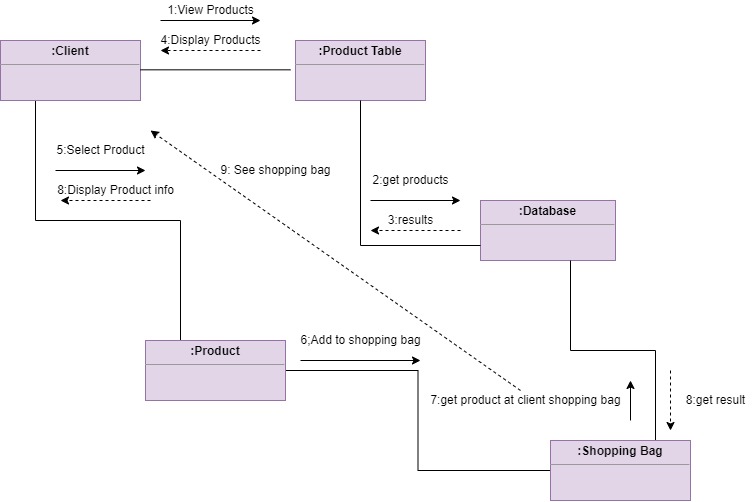 1:View Products
4:Display Products
:Client
:Product Table
5:Select Product
9: See shopping bag
8:Display Product info
2:get products
3:results
:Database
:Product
6;Add to shopping bag
7:get product at client shopping bag
8:get result
:Shopping Bag